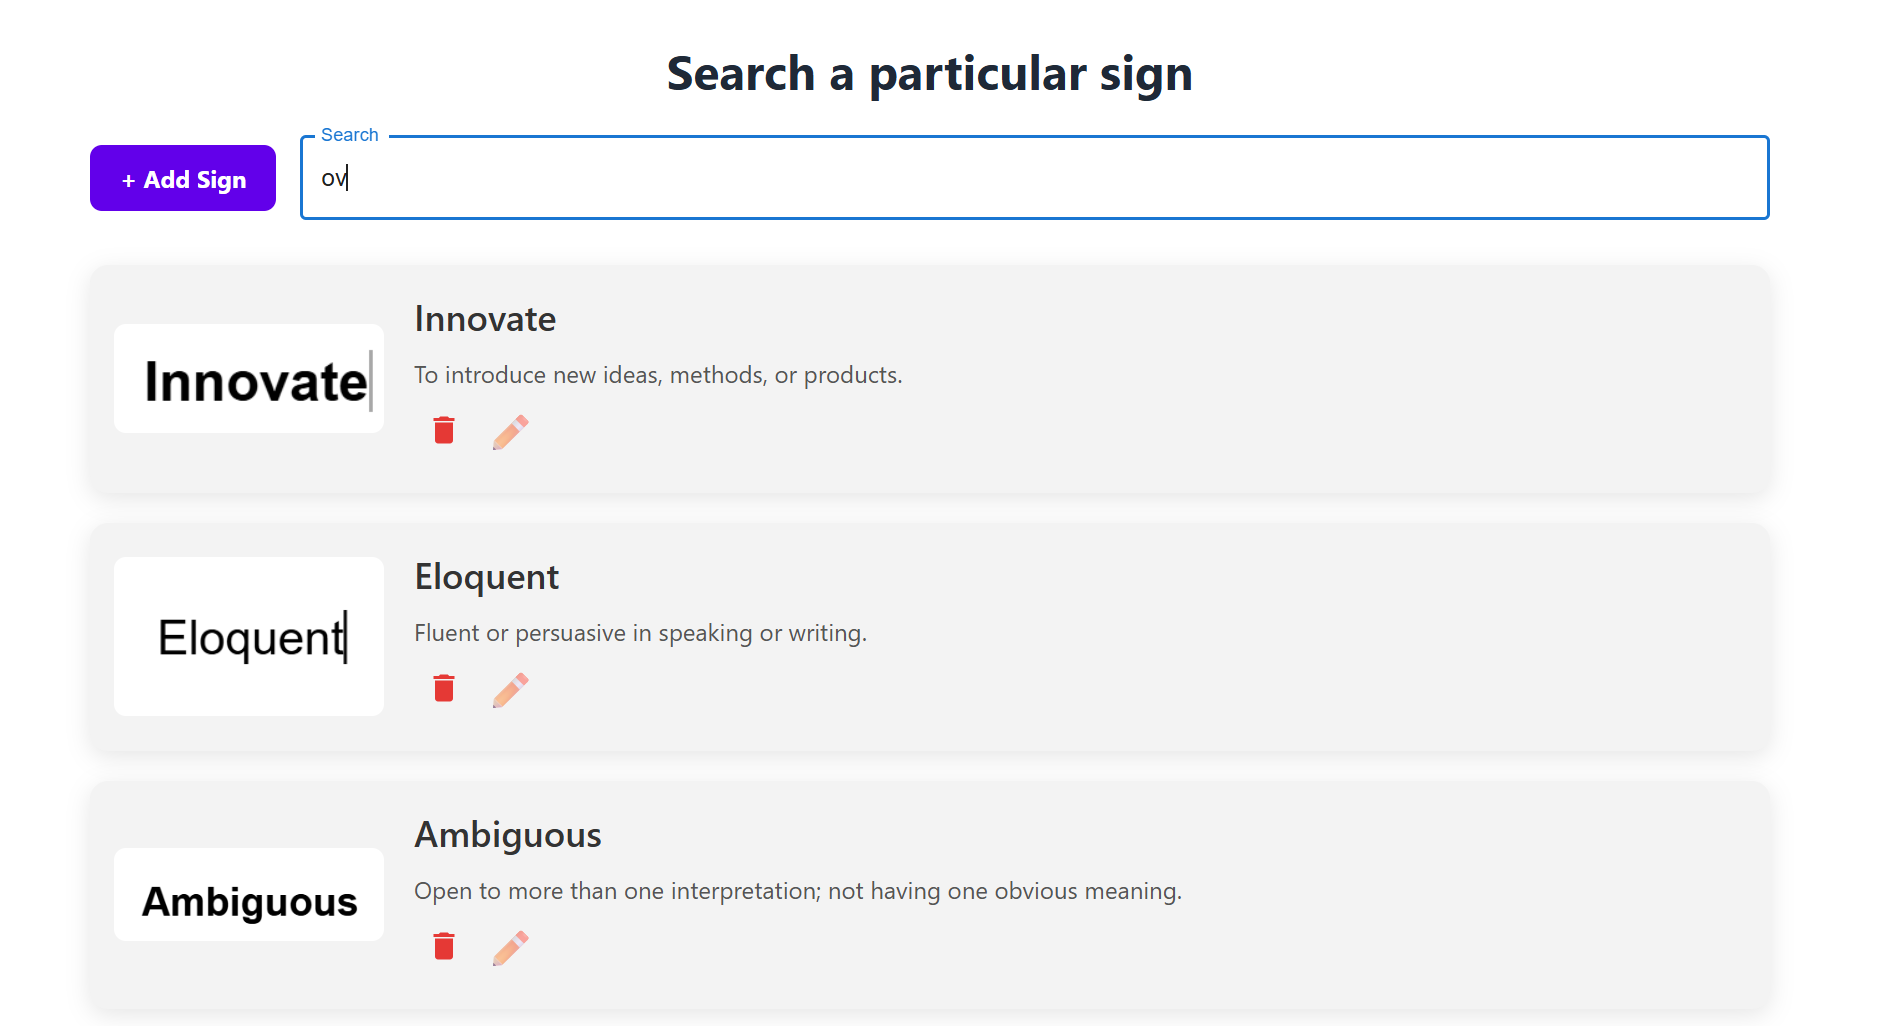 Search a particular sign
+ Add Sign
Search
ov
Innovate
Innovate
To introduce new ideas, methods, or products.
Eloquent
Eloquent
Fluent or persuasive in speaking or writing.
Ambiguous
Ambiguous
Open to more than one interpretation; not having one obvious meaning.